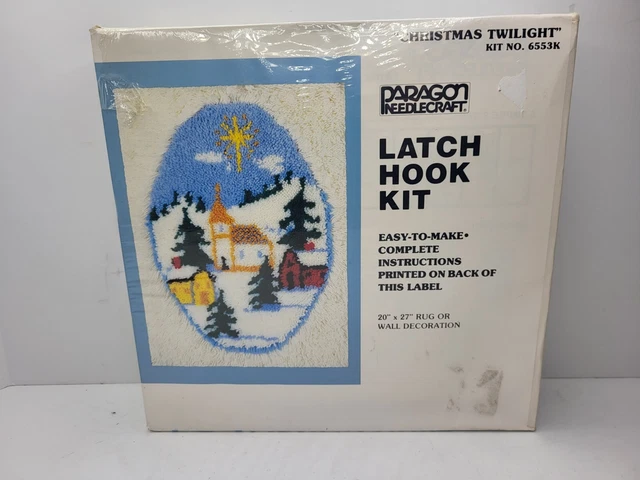 "CHRISTMAS TWILIGHT"
KIT NO. 6553K
PARAGON
NEEDLECRAFT®
LATCH
HOOK
KIT
EASY-TO-MAKE•
COMPLETE
INSTRUCTIONS
PRINTED ON BACK OF
THIS LABEL
20" x 27" RUG OR
WALL DECORATION